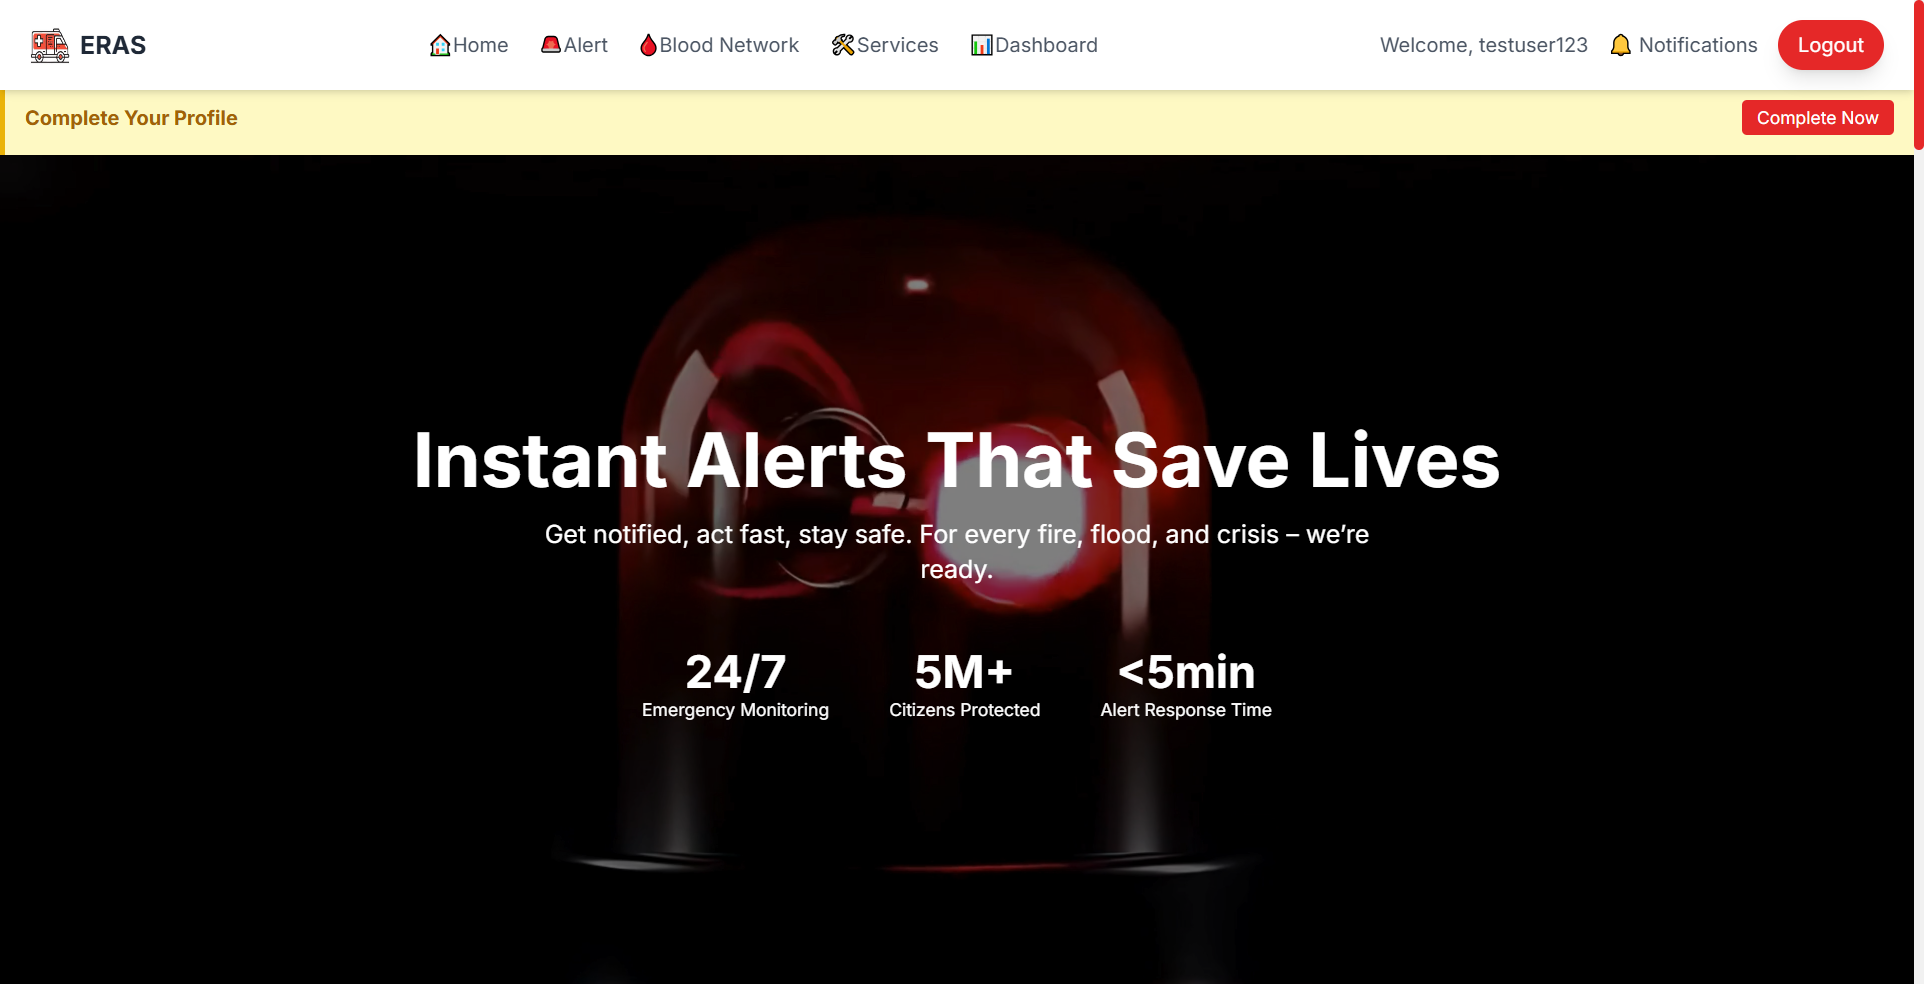 ERAS
Home
Alert
Blood Network
Services
Dashboard
Welcome, testuser123
Notifications
Logout
Complete Your Profile
Complete Now
Instant Alerts That Save Lives
Get notified, act fast, stay safe. For every fire, flood, and crisis – we’re
ready.
24/7
Emergency Monitoring
5M+
Citizens Protected
<5min
Alert Response Time